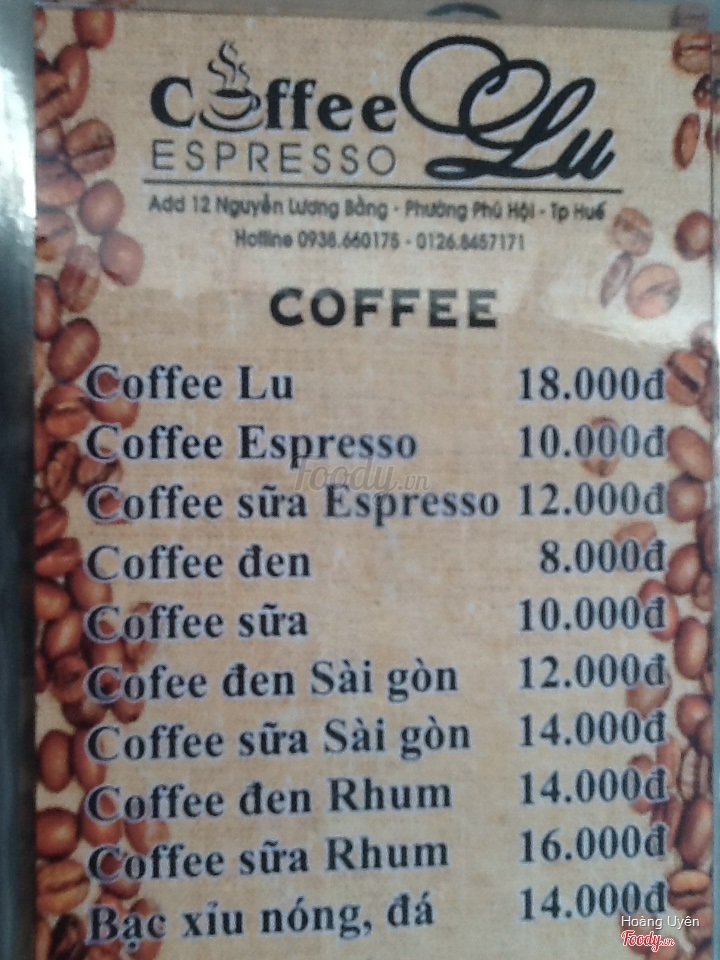 Coffee Lu
ESPRESSO
Add 12 Nguyễn Lương Bằng - Phường Phú Hội - Tp Huế
Hotline 0938.660175 - 0126.8457171
COFFEE
Coffee Lu 18.000đ
Coffee Espresso 10.000đ
Coffee sữa Espresso 12.000đ
Coffee đen 8.000đ
Coffee sữa 10.000đ
Cofee đen Sài gòn 12.000đ
Coffee sữa Sài gòn 14.000đ
Coffee đen Rhum 14.000đ
Coffee sữa Rhum 16.000đ
Bạc xỉu nóng, đá 14.000đ
Foody.vn
Hoàng Uyên
Foody.vn